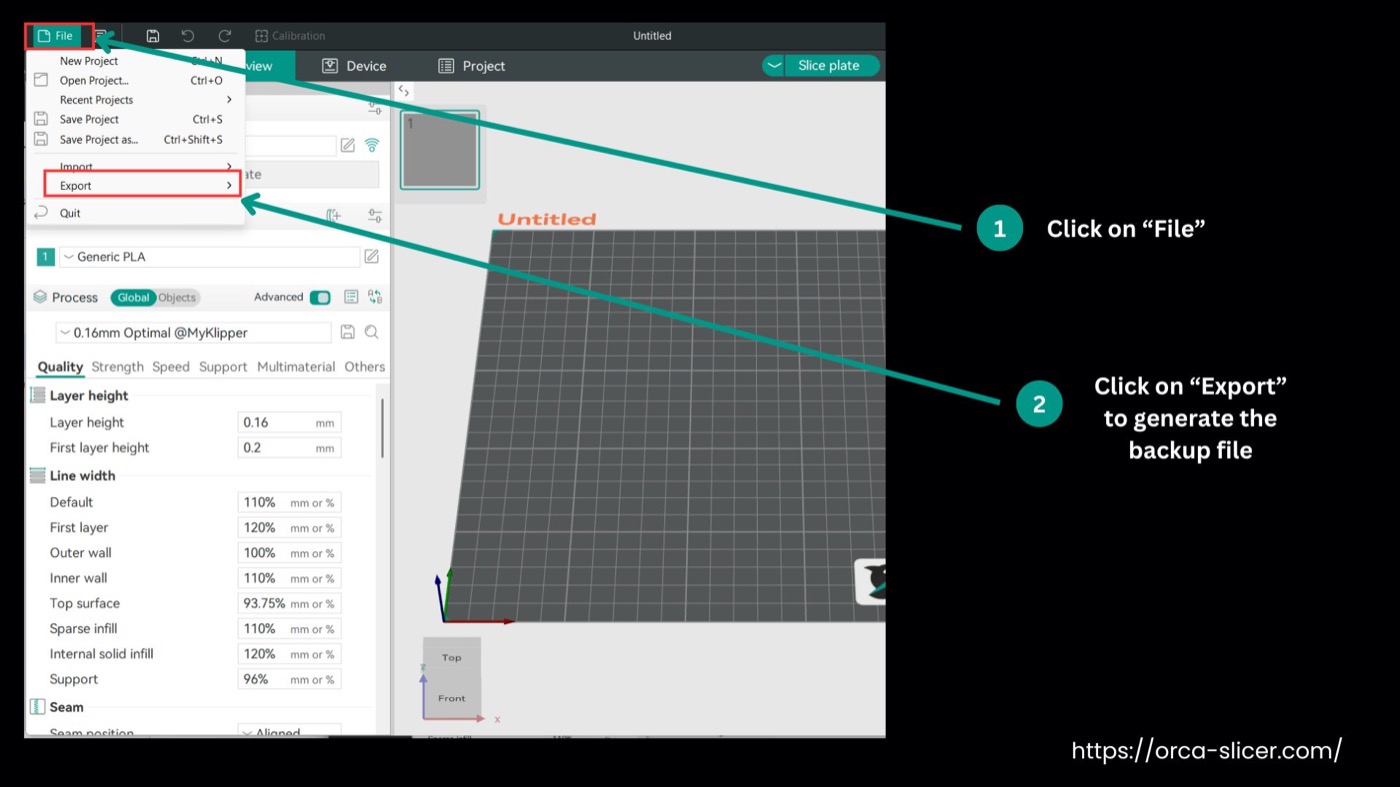 File
Calibration
Untitled
New Project Ctrl+N
Open Project... Ctrl+O
Recent Projects
Save Project Ctrl+S
Save Project as... Ctrl+Shift+S
Import
Export
Quit
view
Device
Project
Slice plate
ate
1 Generic PLA
Process Global Objects Advanced
0.16mm Optimal @MyKlipper
Quality Strength Speed Support Multimaterial Others
Layer height
Layer height 0.16 mm
First layer height 0.2 mm
Line width
Default 110% mm or %
First layer 120% mm or %
Outer wall 100% mm or %
Inner wall 110% mm or %
Top surface 93.75% mm or %
Sparse infill 110% mm or %
Internal solid infill 120% mm or %
Support 96% mm or %
Seam
Seam position Aligned
1
Untitled
Top
Front
z
x
1 Click on “File”
2 Click on “Export”
to generate the
backup file
https://orca-slicer.com/